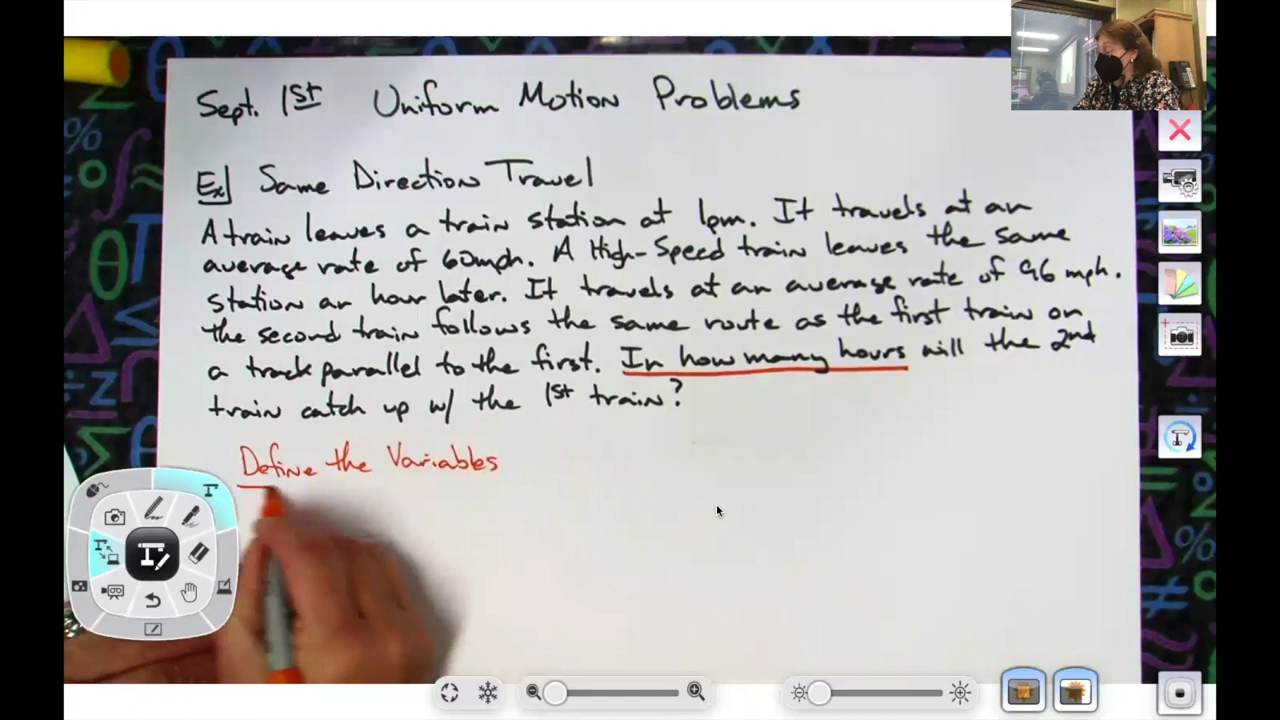 Sept. 1st Uniform Motion Problems
Ex] Same Direction Travel
A train leaves a train station at 1pm. It travels at an
average rate of 60mph. A High-Speed train leaves the same
station an hour later. It travels at an average rate of 96 mph.
The second train follows the same route as the first train on
a track parallel to the first. In how many hours will the 2nd
train catch up w/ the 1st train?
Define the Variables